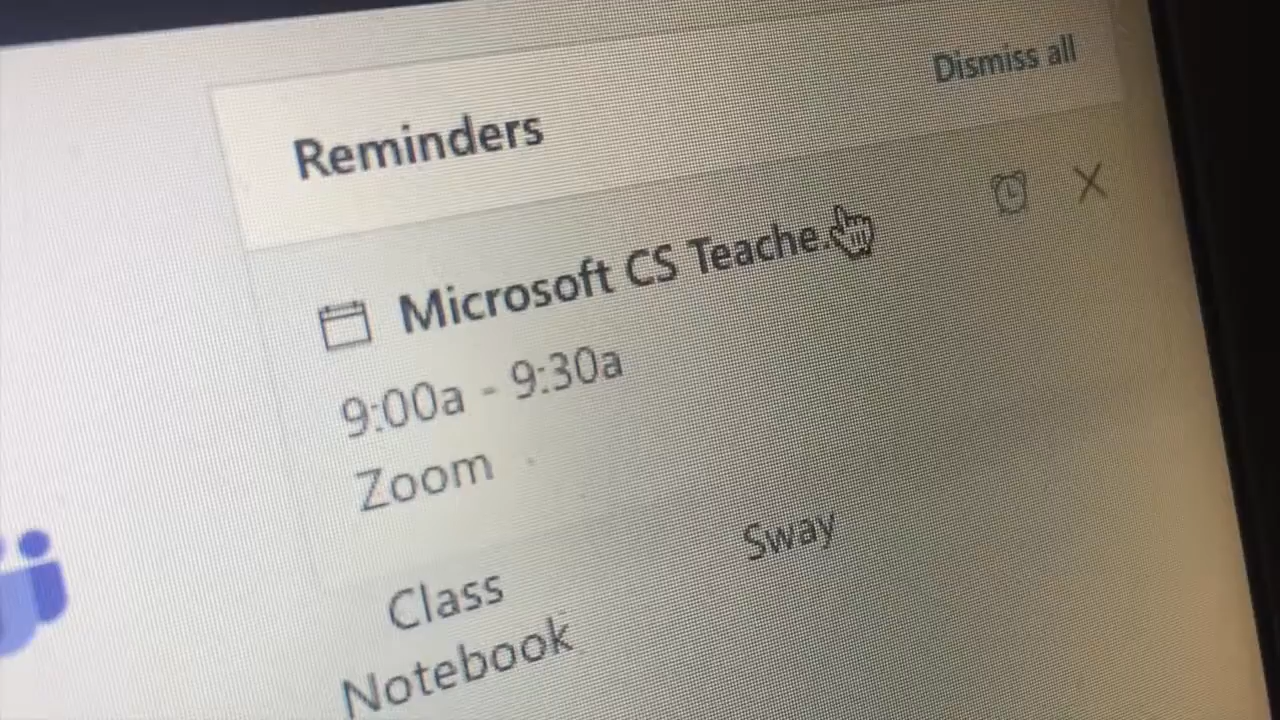 Dismiss all
Reminders
Microsoft CS Teache...
9:00a - 9:30a
Zoom
Sway
Class
Notebook